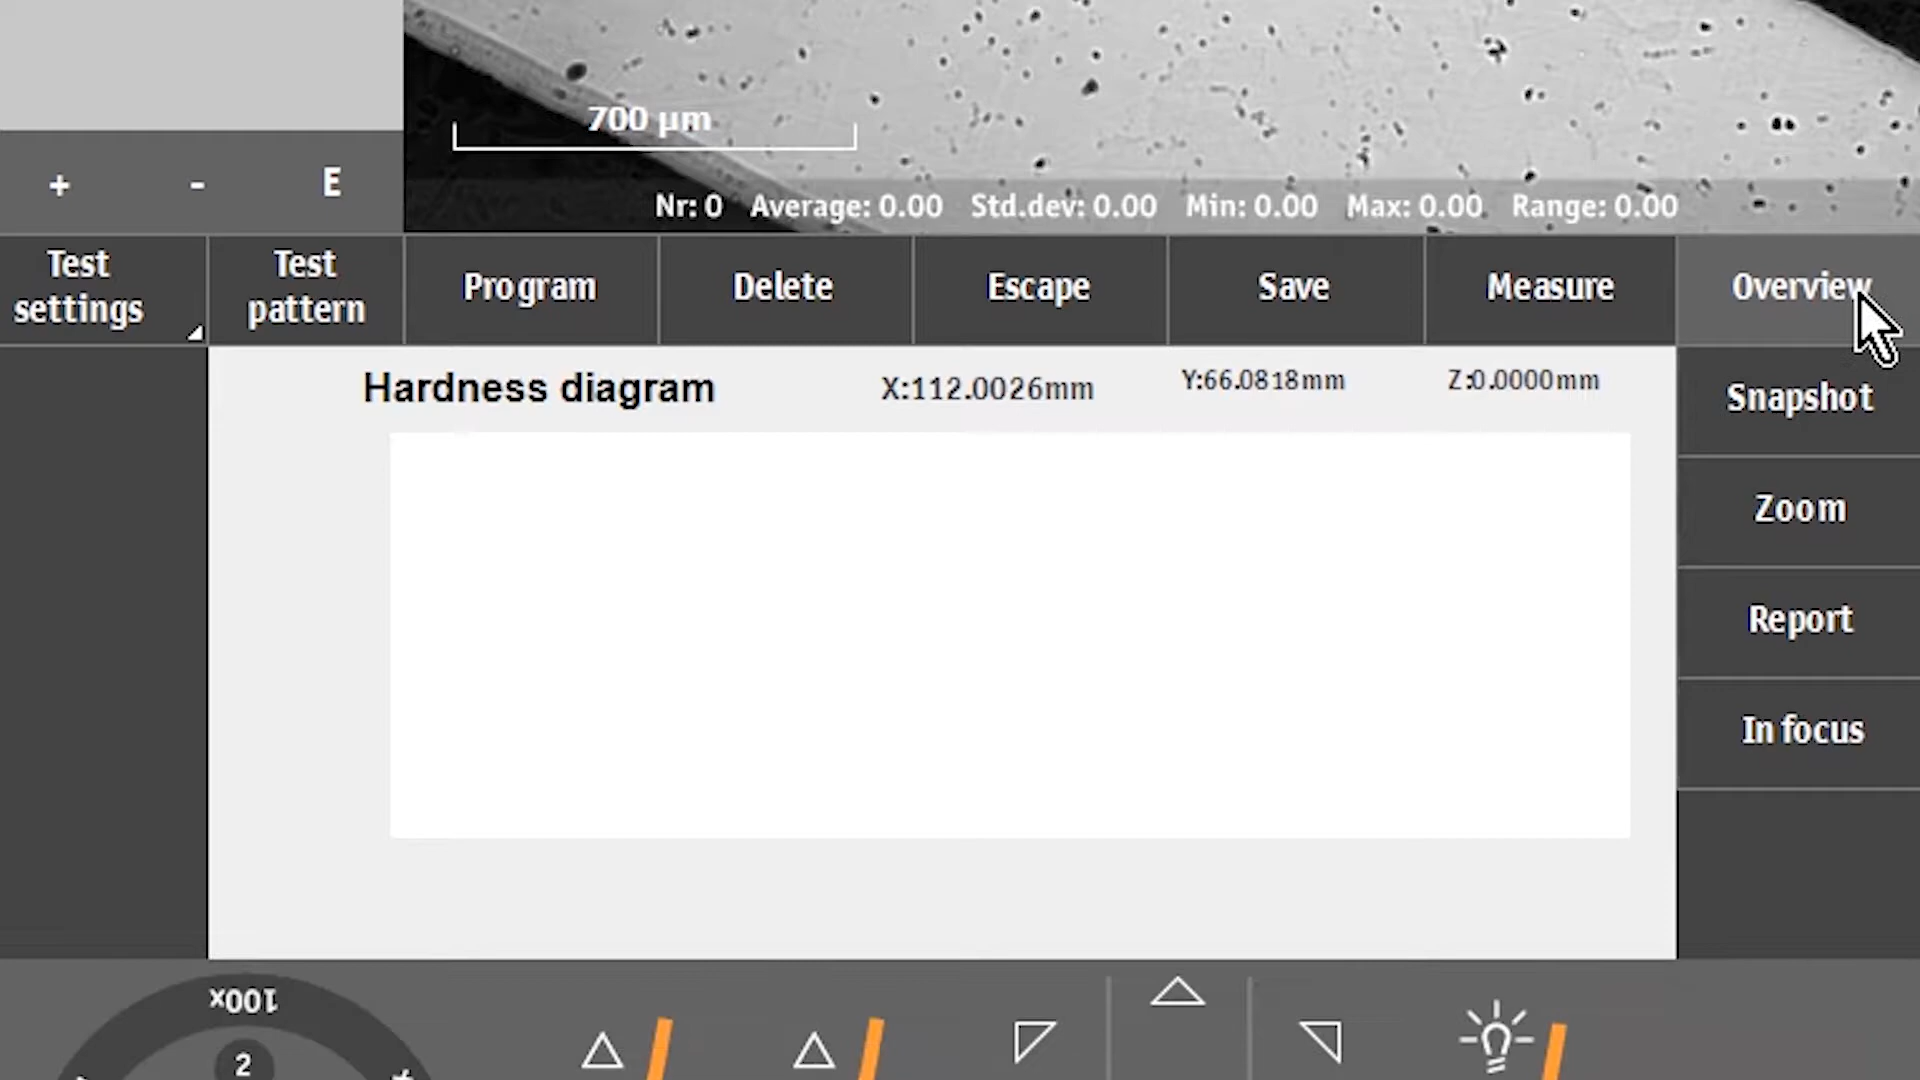 700 µm
+ - E
Nr: 0 Average: 0.00 Std.dev: 0.00 Min: 0.00 Max: 0.00 Range: 0.00
Test settings
Test pattern
Program
Delete
Escape
Save
Measure
Overview
Hardness diagram
X:112.0026mm
Y:66.0818mm
Z:0.0000mm
Snapshot
Zoom
Report
In focus
100x
2